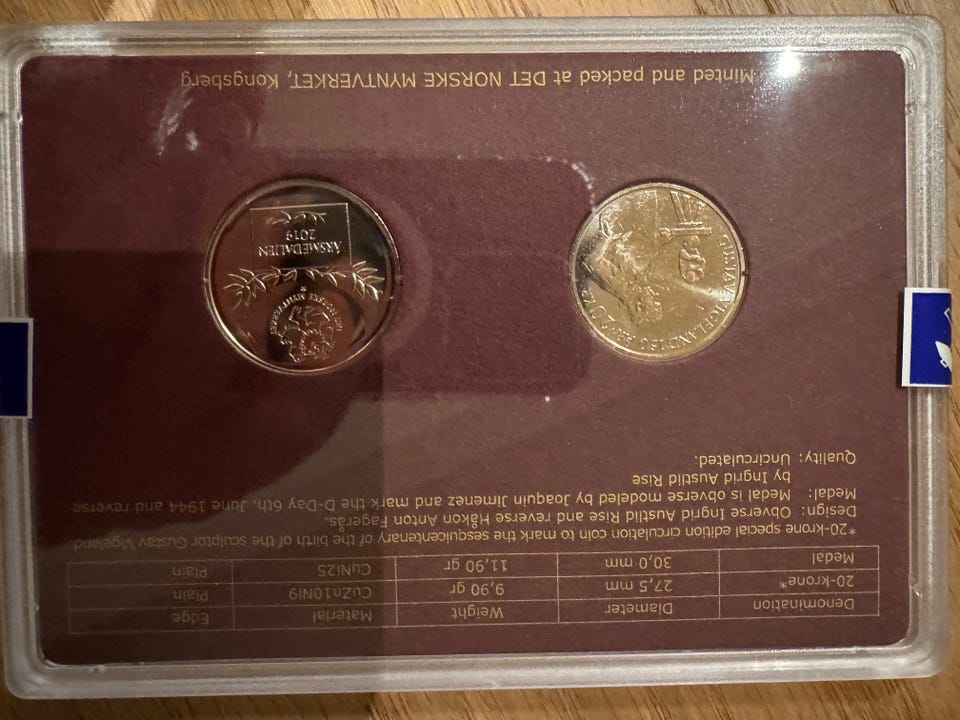 Denomination Diameter Weight Material Edge
20-krone* 27,5 mm 9,90 gr CuZn10Ni9 Plain
Medal 30,0 mm 11,90 gr CuNi25 Plain
*20-krone special edition circulation coin to mark the sesquicentenary of the birth of the sculptor Gustav Vigeland.
Design: Obverse Ingrid Austlid Rise and reverse Håkon Anton Fagerås.
Medal: Medal is obverse modeled by Joaquin Jimenez and mark the D-Day 6th. June 1944 and reverse
by Ingrid Austlid Rise
Quality: Uncirculated.
GUSTAV VIGELAND 150 ÅR 2019
DET NORSKE MYNTVERKET
ÅRSMEDALJEN
2019
Minted and packed at DET NORSKE MYNTVERKET, Kongsberg